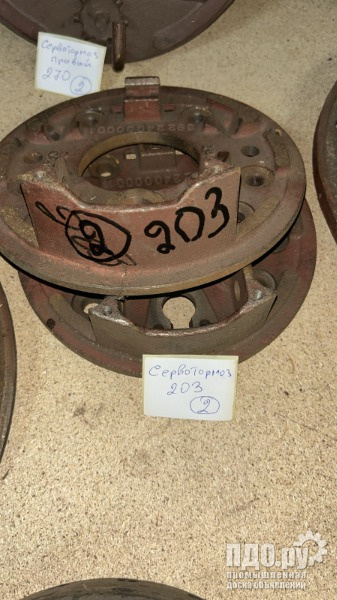 Сервотормоз
правый
270 2
2 203
Сервотормоз
203
2
ПДО.ру
промышленная
доска объявлений